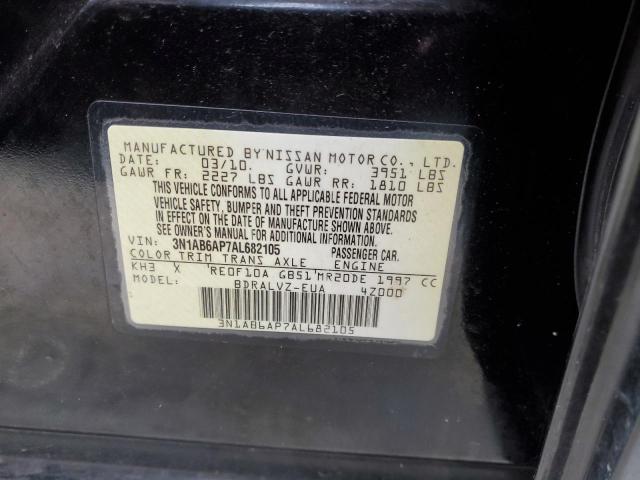 MANUFACTURED BY NISSAN MOTOR CO., LTD.
DATE: 03/10. GVWR: 3951 LBS
GAWR FR: 2227 LBS GAWR RR: 1810 LBS
THIS VEHICLE CONFORMS TO ALL APPLICABLE FEDERAL MOTOR
VEHICLE SAFETY, BUMPER AND THEFT PREVENTION STANDARDS
IN EFFECT ON THE DATE OF MANUFACTURE SHOWN ABOVE.
SEE OWNER'S MANUAL FOR ADDITIONAL INFORMATION.
VIN: 3N1AB6AP7AL682105 PASSENGER CAR.
COLOR TRIM TRANS AXLE ENGINE
KH3 X RE0F10A GB51 MR20DE 1997 CC
MODEL: BDRALVZ-EUA 4Z000
3N1AB6AP7AL682105